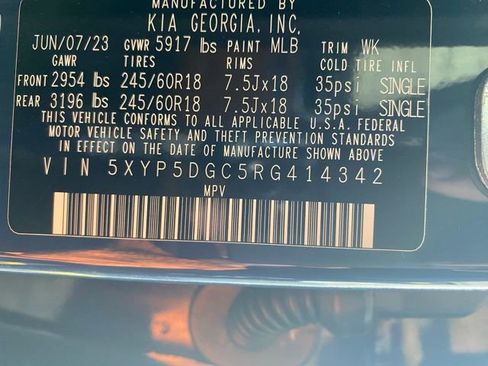 MANUFACTURED BY
KIA GEORGIA, INC.
JUN/07/23 GVWR 5917 lbs PAINT MLB TRIM WK
GAWR TIRES RIMS COLD TIRE INFL
FRONT 2954 lbs 245/60R18 7.5Jx18 35psi SINGLE
REAR 3196 lbs 245/60R18 7.5Jx18 35psi SINGLE
THIS VEHICLE CONFORMS TO ALL APPLICABLE U.S.A. FEDERAL
MOTOR VEHICLE SAFETY AND THEFT PREVENTION STANDARDS
IN EFFECT ON THE DATE OF MANUFACTURE SHOWN ABOVE
VIN 5XYP5DGC5RG414342
MPV